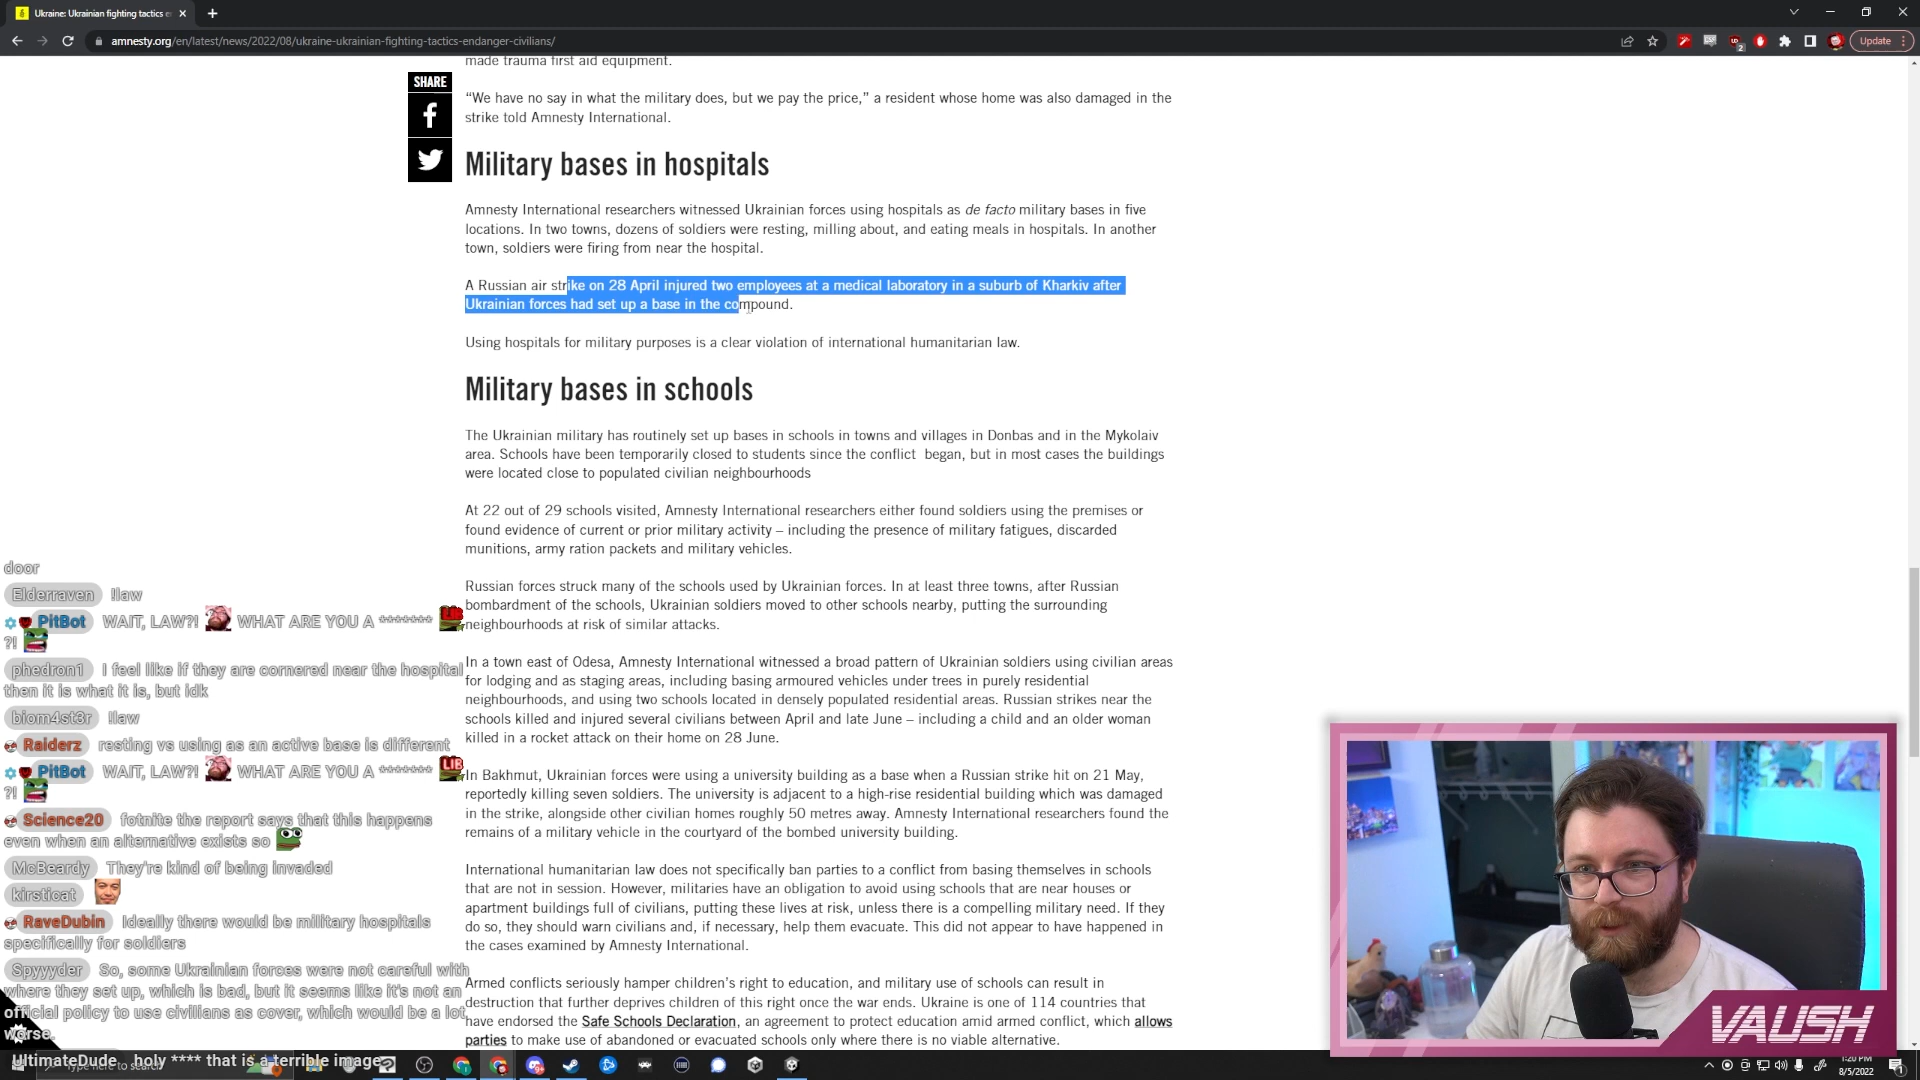 Ukraine: Ukrainian fighting tactics e
amnesty.org/en/latest/news/2022/08/ukraine-ukrainian-fighting-tactics-endanger-civilians/
2
Update
SHARE
made trauma first aid equipment.
“We have no say in what the military does, but we pay the price,” a resident whose home was also damaged in the
strike told Amnesty International.
Military bases in hospitals
Amnesty International researchers witnessed Ukrainian forces using hospitals as de facto military bases in five
locations. In two towns, dozens of soldiers were resting, milling about, and eating meals in hospitals. In another
town, soldiers were firing from near the hospital.
A Russian air strike on 28 April injured two employees at a medical laboratory in a suburb of Kharkiv after
Ukrainian forces had set up a base in the compound.
Using hospitals for military purposes is a clear violation of international humanitarian law.
Military bases in schools
The Ukrainian military has routinely set up bases in schools in towns and villages in Donbas and in the Mykolaiv
area. Schools have been temporarily closed to students since the conflict began, but in most cases the buildings
were located close to populated civilian neighbourhoods
At 22 out of 29 schools visited, Amnesty International researchers either found soldiers using the premises or
found evidence of current or prior military activity – including the presence of military fatigues, discarded
munitions, army ration packets and military vehicles.
Russian forces struck many of the schools used by Ukrainian forces. In at least three towns, after Russian
bombardment of the schools, Ukrainian soldiers moved to other schools nearby, putting the surrounding
neighbourhoods at risk of similar attacks.
In a town east of Odesa, Amnesty International witnessed a broad pattern of Ukrainian soldiers using civilian areas
for lodging and as staging areas, including basing armoured vehicles under trees in purely residential
neighbourhoods, and using two schools located in densely populated residential areas. Russian strikes near the
schools killed and injured several civilians between April and late June – including a child and an older woman
killed in a rocket attack on their home on 28 June.
In Bakhmut, Ukrainian forces were using a university building as a base when a Russian strike hit on 21 May,
reportedly killing seven soldiers. The university is adjacent to a high-rise residential building which was damaged
in the strike, alongside other civilian homes roughly 50 metres away. Amnesty International researchers found the
remains of a military vehicle in the courtyard of the bombed university building.
International humanitarian law does not specifically ban parties to a conflict from basing themselves in schools
that are not in session. However, militaries have an obligation to avoid using schools that are near houses or
apartment buildings full of civilians, putting these lives at risk, unless there is a compelling military need. If they
do so, they should warn civilians and, if necessary, help them evacuate. This did not appear to have happened in
the cases examined by Amnesty International.
Armed conflicts seriously hamper children’s right to education, and military use of schools can result in
destruction that further deprives children of this right once the war ends. Ukraine is one of 114 countries that
have endorsed the Safe Schools Declaration, an agreement to protect education amid armed conflict, which allows
parties to make use of abandoned or evacuated schools only where there is no viable alternative.
door
Elderraven !law
PitBot WAIT, LAW?! WHAT ARE YOU A *******
?!
phedron1 I feel like if they are cornered near the hospital
then it is what it is, but idk
biom4st3r !law
Raiderz resting vs using as an active base is different
PitBot WAIT, LAW?! WHAT ARE YOU A ******* LIB
?!
Science20 fotnite the report says that this happens
even when an alternative exists so
McBeardy They're kind of being invaded
kirsticat
RaveDubin Ideally there would be military hospitals
specifically for soldiers
Spyyyder So, some Ukrainian forces were not careful with
where they set up, which is bad, but it seems like it's not an
official policy to use civilians as cover, which would be a lot
worse.
UltimateDude_ holy **** that is a terrible image
Type here to search
VAUSH
1:20 PM
8/5/2022